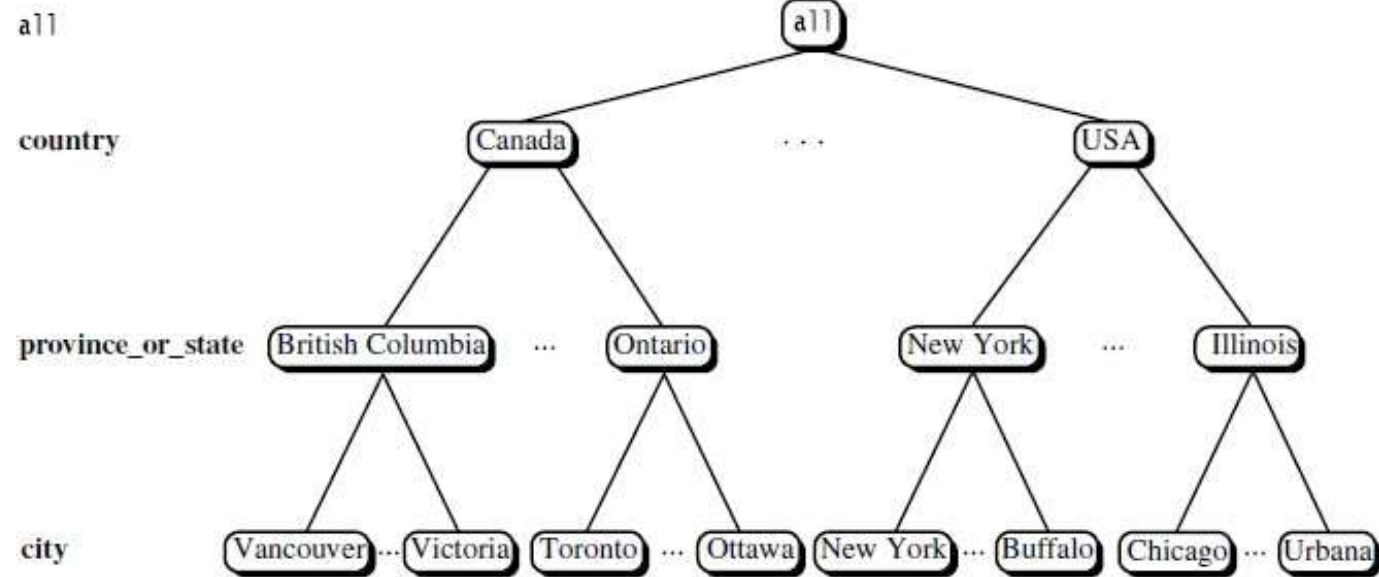 all all
country Canada . . . USA
province_or_state British Columbia ... Ontario New York ... Illinois
city Vancouver ... Victoria Toronto ... Ottawa New York ... Buffalo Chicago ... Urbana